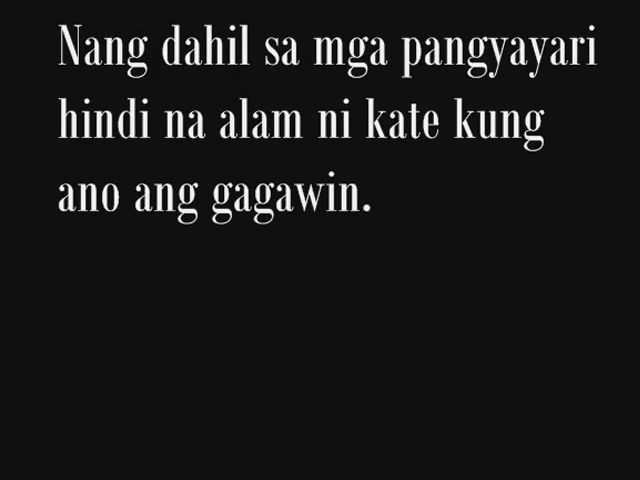 Nang dahil sa mga pangyayari
hindi na alam ni kate kung
ano ang gagawin.